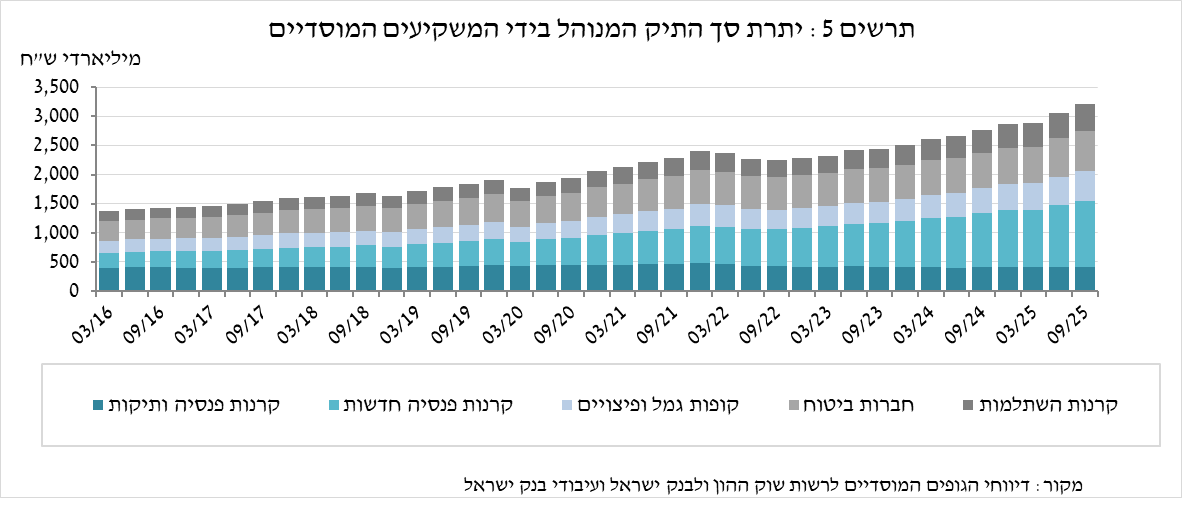 תרשים 5 : יתרת סך התיק המנוהל בידי המשקיעים המוסדיים
מיליארדי ש״ח
3,500
3,000
2,500
2,000
1,500
1,000
500
0
03/16 09/16 03/17 09/17 03/18 09/18 03/19 09/19 03/20 09/20 03/21 09/21 03/22 09/22 03/23 09/23 03/24 09/24 03/25 09/25
קרנות השתלמות חברות ביטוח קופות גמל ופיצויים קרנות פנסיה חדשות קרנות פנסיה ותיקות
מקור : דיווחי הגופים המוסדיים לרשות שוק ההון ולבנק ישראל ועיבודי בנק ישראל